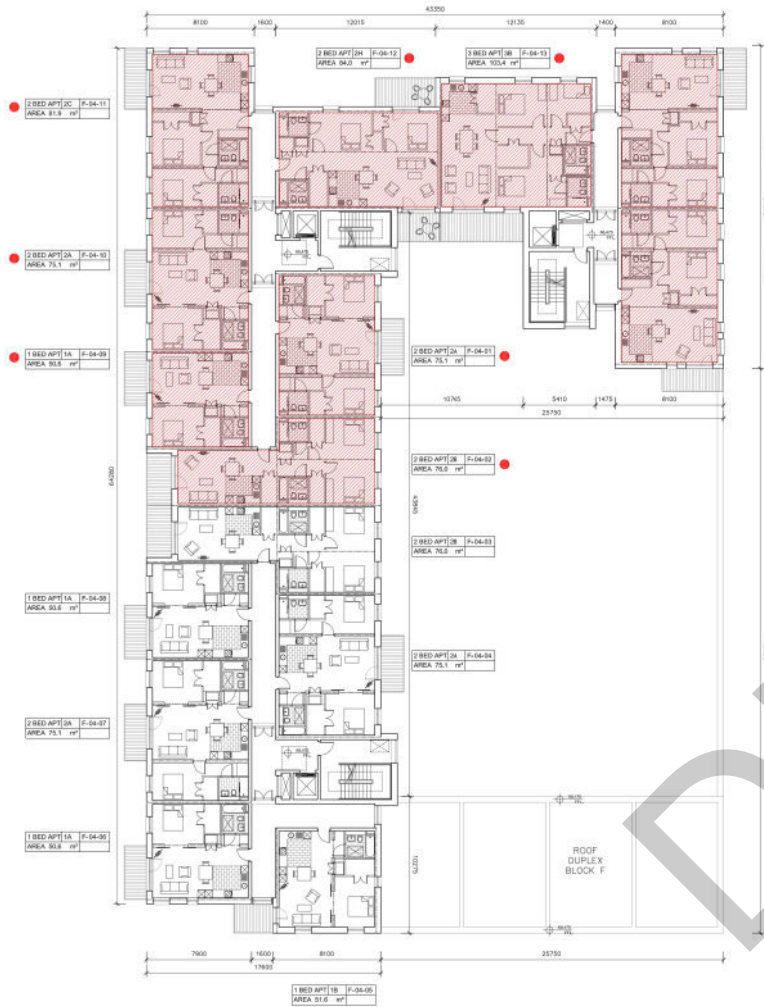 43350
8100 1600 12015 12135 1400 8100
2 BED APT 2H F-04-12
AREA 84,0 m²
3 BED APT 3B F-04-13
AREA 103,4 m²
2 BED APT 2C F-04-11
AREA 81,9 m²
2 BED APT 2A F-04-10
AREA 75,1 m²
1 BED APT 1A F-04-09
AREA 50,6 m²
2 BED APT 2A F-04-01
AREA 75,1 m²
10765 5410 1475 8100
25750
64280
2 BED APT 2B F-04-02
AREA 76,0 m²
43645
2 BED APT 2B F-04-03
AREA 76,0 m²
1 BED APT 1A F-04-08
AREA 50,6 m²
2 BED APT 2A F-04-04
AREA 75,1 m²
2 BED APT 2A F-04-07
AREA 75,1 m²
1 BED APT 1A F-04-06
AREA 50,6 m²
10275
ROOF
DUPLEX
BLOCK F
7900 1600 8100 25750
17600
1 BED APT 1B F-04-05
AREA 51,6 m²